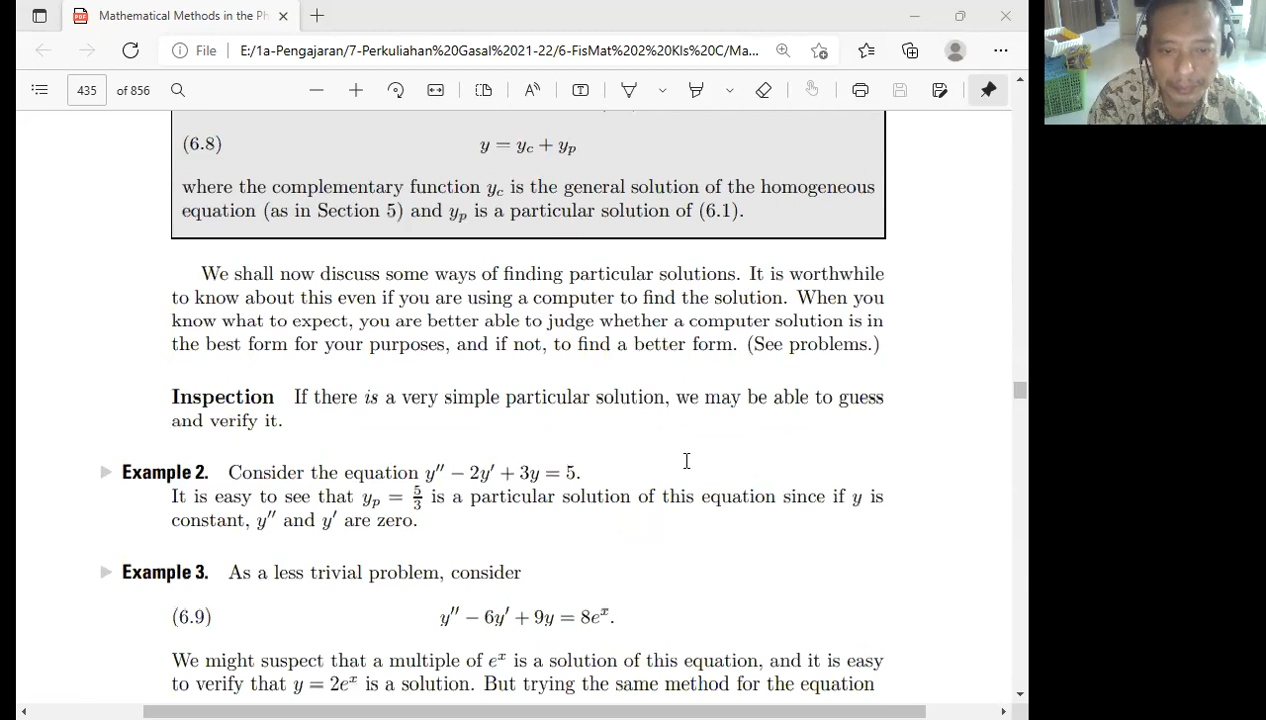 Mathematical Methods in the Ph
File E:/1a-Pengajaran/7-Perkuliahan%20Gasal%202021-22/6-FisMat%202%20Kls%20C/Ma...
435 of 856
(6.8) y = y_c + y_p
where the complementary function y_c is the general solution of the homogeneous
equation (as in Section 5) and y_p is a particular solution of (6.1).
We shall now discuss some ways of finding particular solutions. It is worthwhile
to know about this even if you are using a computer to find the solution. When you
know what to expect, you are better able to judge whether a computer solution is in
the best form for your purposes, and if not, to find a better form. (See problems.)
Inspection If there is a very simple particular solution, we may be able to guess
and verify it.
Example 2. Consider the equation y'' − 2y' + 3y = 5.
It is easy to see that y_p = 5/3 is a particular solution of this equation since if y is
constant, y'' and y' are zero.
Example 3. As a less trivial problem, consider
(6.9) y'' − 6y' + 9y = 8e^x.
We might suspect that a multiple of e^x is a solution of this equation, and it is easy
to verify that y = 2e^x is a solution. But trying the same method for the equation